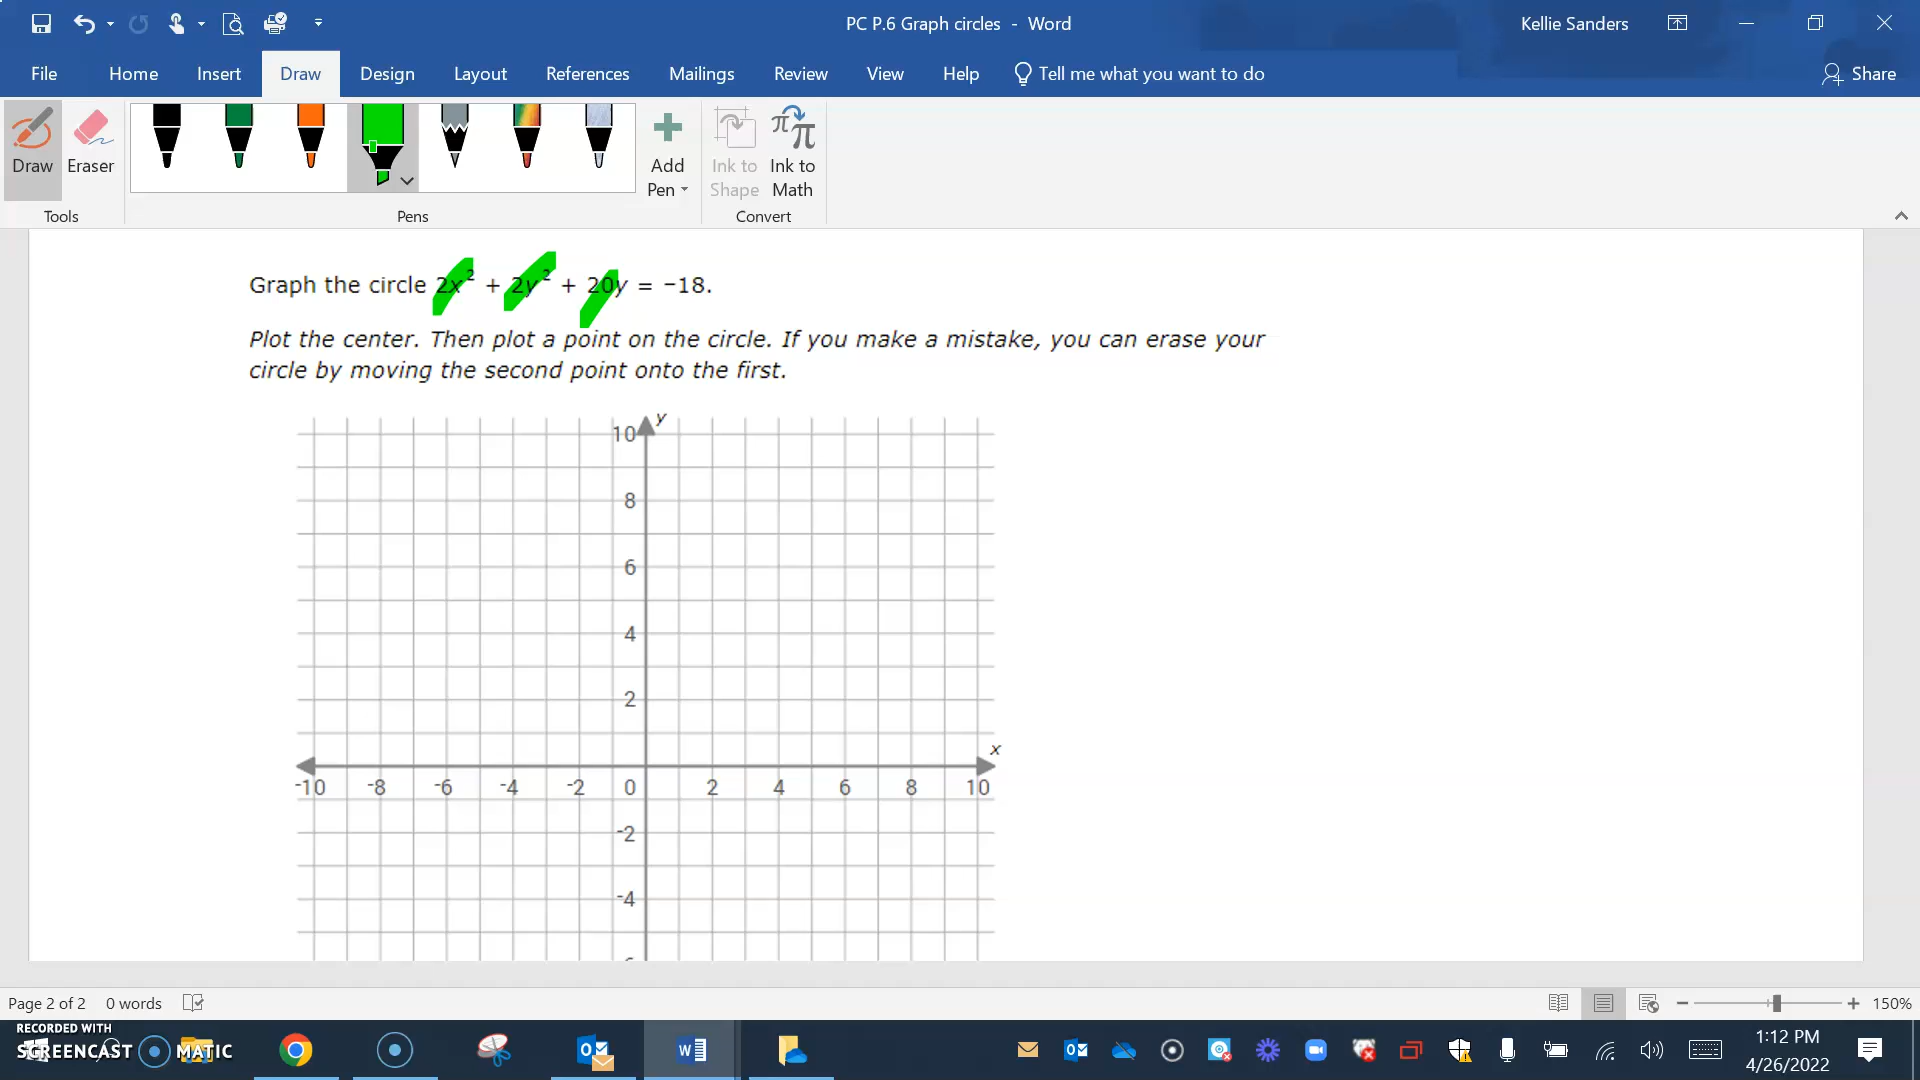 PC P.6 Graph circles - Word
Kellie Sanders
File Home Insert Draw Design Layout References Mailings Review View Help Tell me what you want to do Share
Draw Eraser Add Pen Ink to Shape Ink to Math
Tools Pens Convert
Graph the circle 2x² + 2y² + 20y = −18.
Plot the center. Then plot a point on the circle. If you make a mistake, you can erase your
circle by moving the second point onto the first.
y
10
8
6
4
2
x
-10 -8 -6 -4 -2 0 2 4 6 8 10
-2
-4
Page 2 of 2 0 words 150%
RECORDED WITH
SCREENCAST MATIC
1:12 PM
4/26/2022